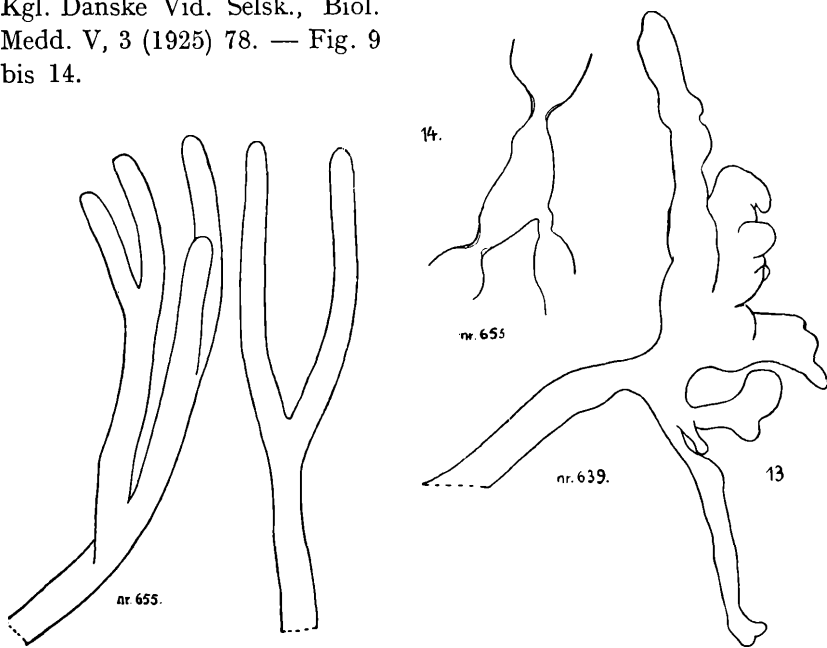 Kgl. Danske Vid. Selsk., Biol.
Medd. V, 3 (1925) 78. — Fig. 9
bis 14.
14.
nr. 655
nr. 639.
13
nr. 655.